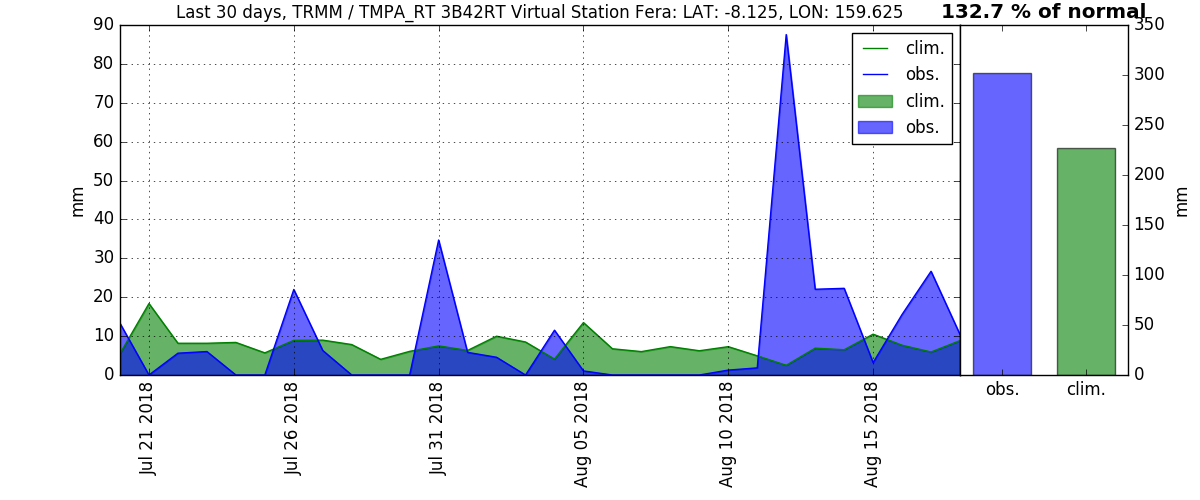 Last 30 days, TRMM / TMPA_RT 3B42RT Virtual Station Fera: LAT: -8.125, LON: 159.625
132.7 % of normal
90
80
70
60
50
40
30
20
10
0
mm
clim.
obs.
clim.
obs.
Jul 21 2018
Jul 26 2018
Jul 31 2018
Aug 05 2018
Aug 10 2018
Aug 15 2018
350
300
250
200
150
100
50
0
mm
obs.
clim.